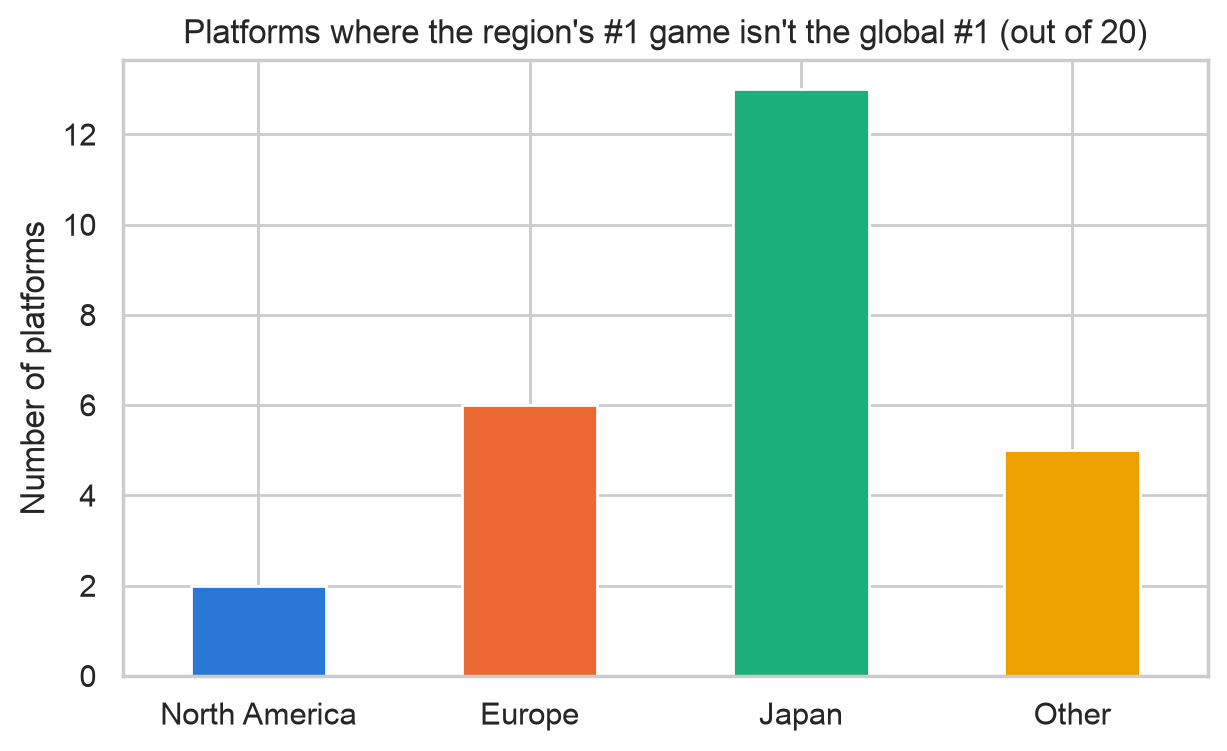 Platforms where the region's #1 game isn't the global #1 (out of 20)
Number of platforms
12
10
8
6
4
2
0
North America
Europe
Japan
Other